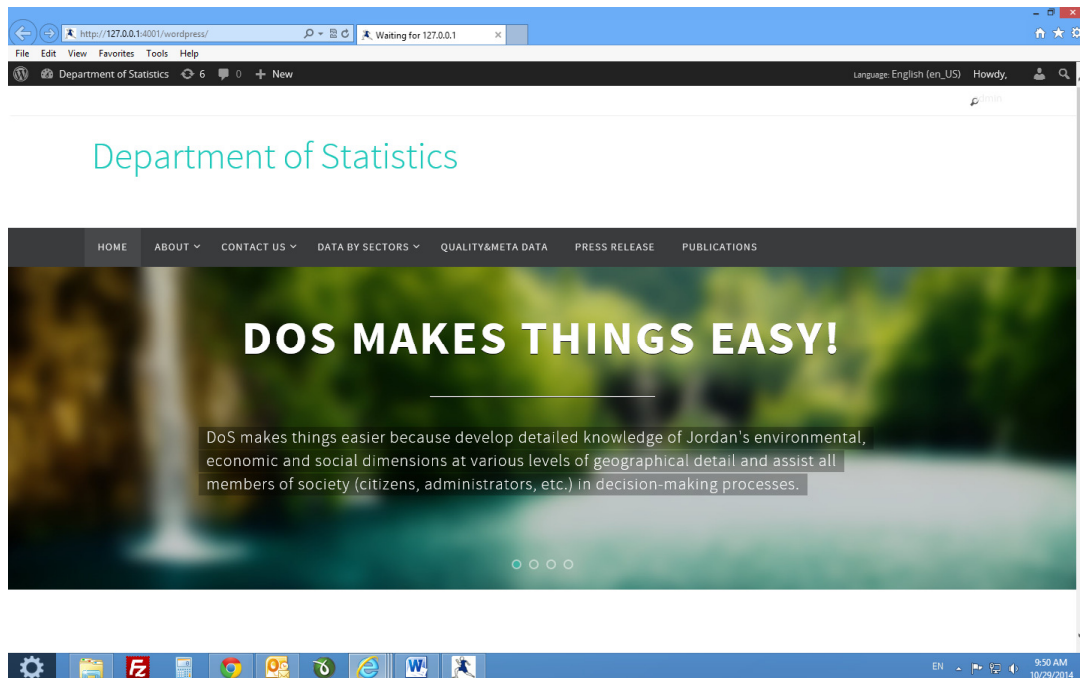 http://127.0.0.1:4001/wordpress/
Waiting for 127.0.0.1
File Edit View Favorites Tools Help
Department of Statistics 6 0 + New Language: English (en_US) Howdy,
admin
Department of Statistics
HOME ABOUT CONTACT US DATA BY SECTORS QUALITY&META DATA PRESS RELEASE PUBLICATIONS
DOS MAKES THINGS EASY!
DoS makes things easier because develop detailed knowledge of Jordan's environmental,
economic and social dimensions at various levels of geographical detail and assist all
members of society (citizens, administrators, etc.) in decision-making processes.
EN
9:50 AM
10/29/2014